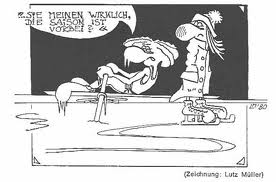 SIE MEINEN WIRKLICH,
DIE SAISON IST
VORBEI?
(Zeichnung: Lutz Müller)